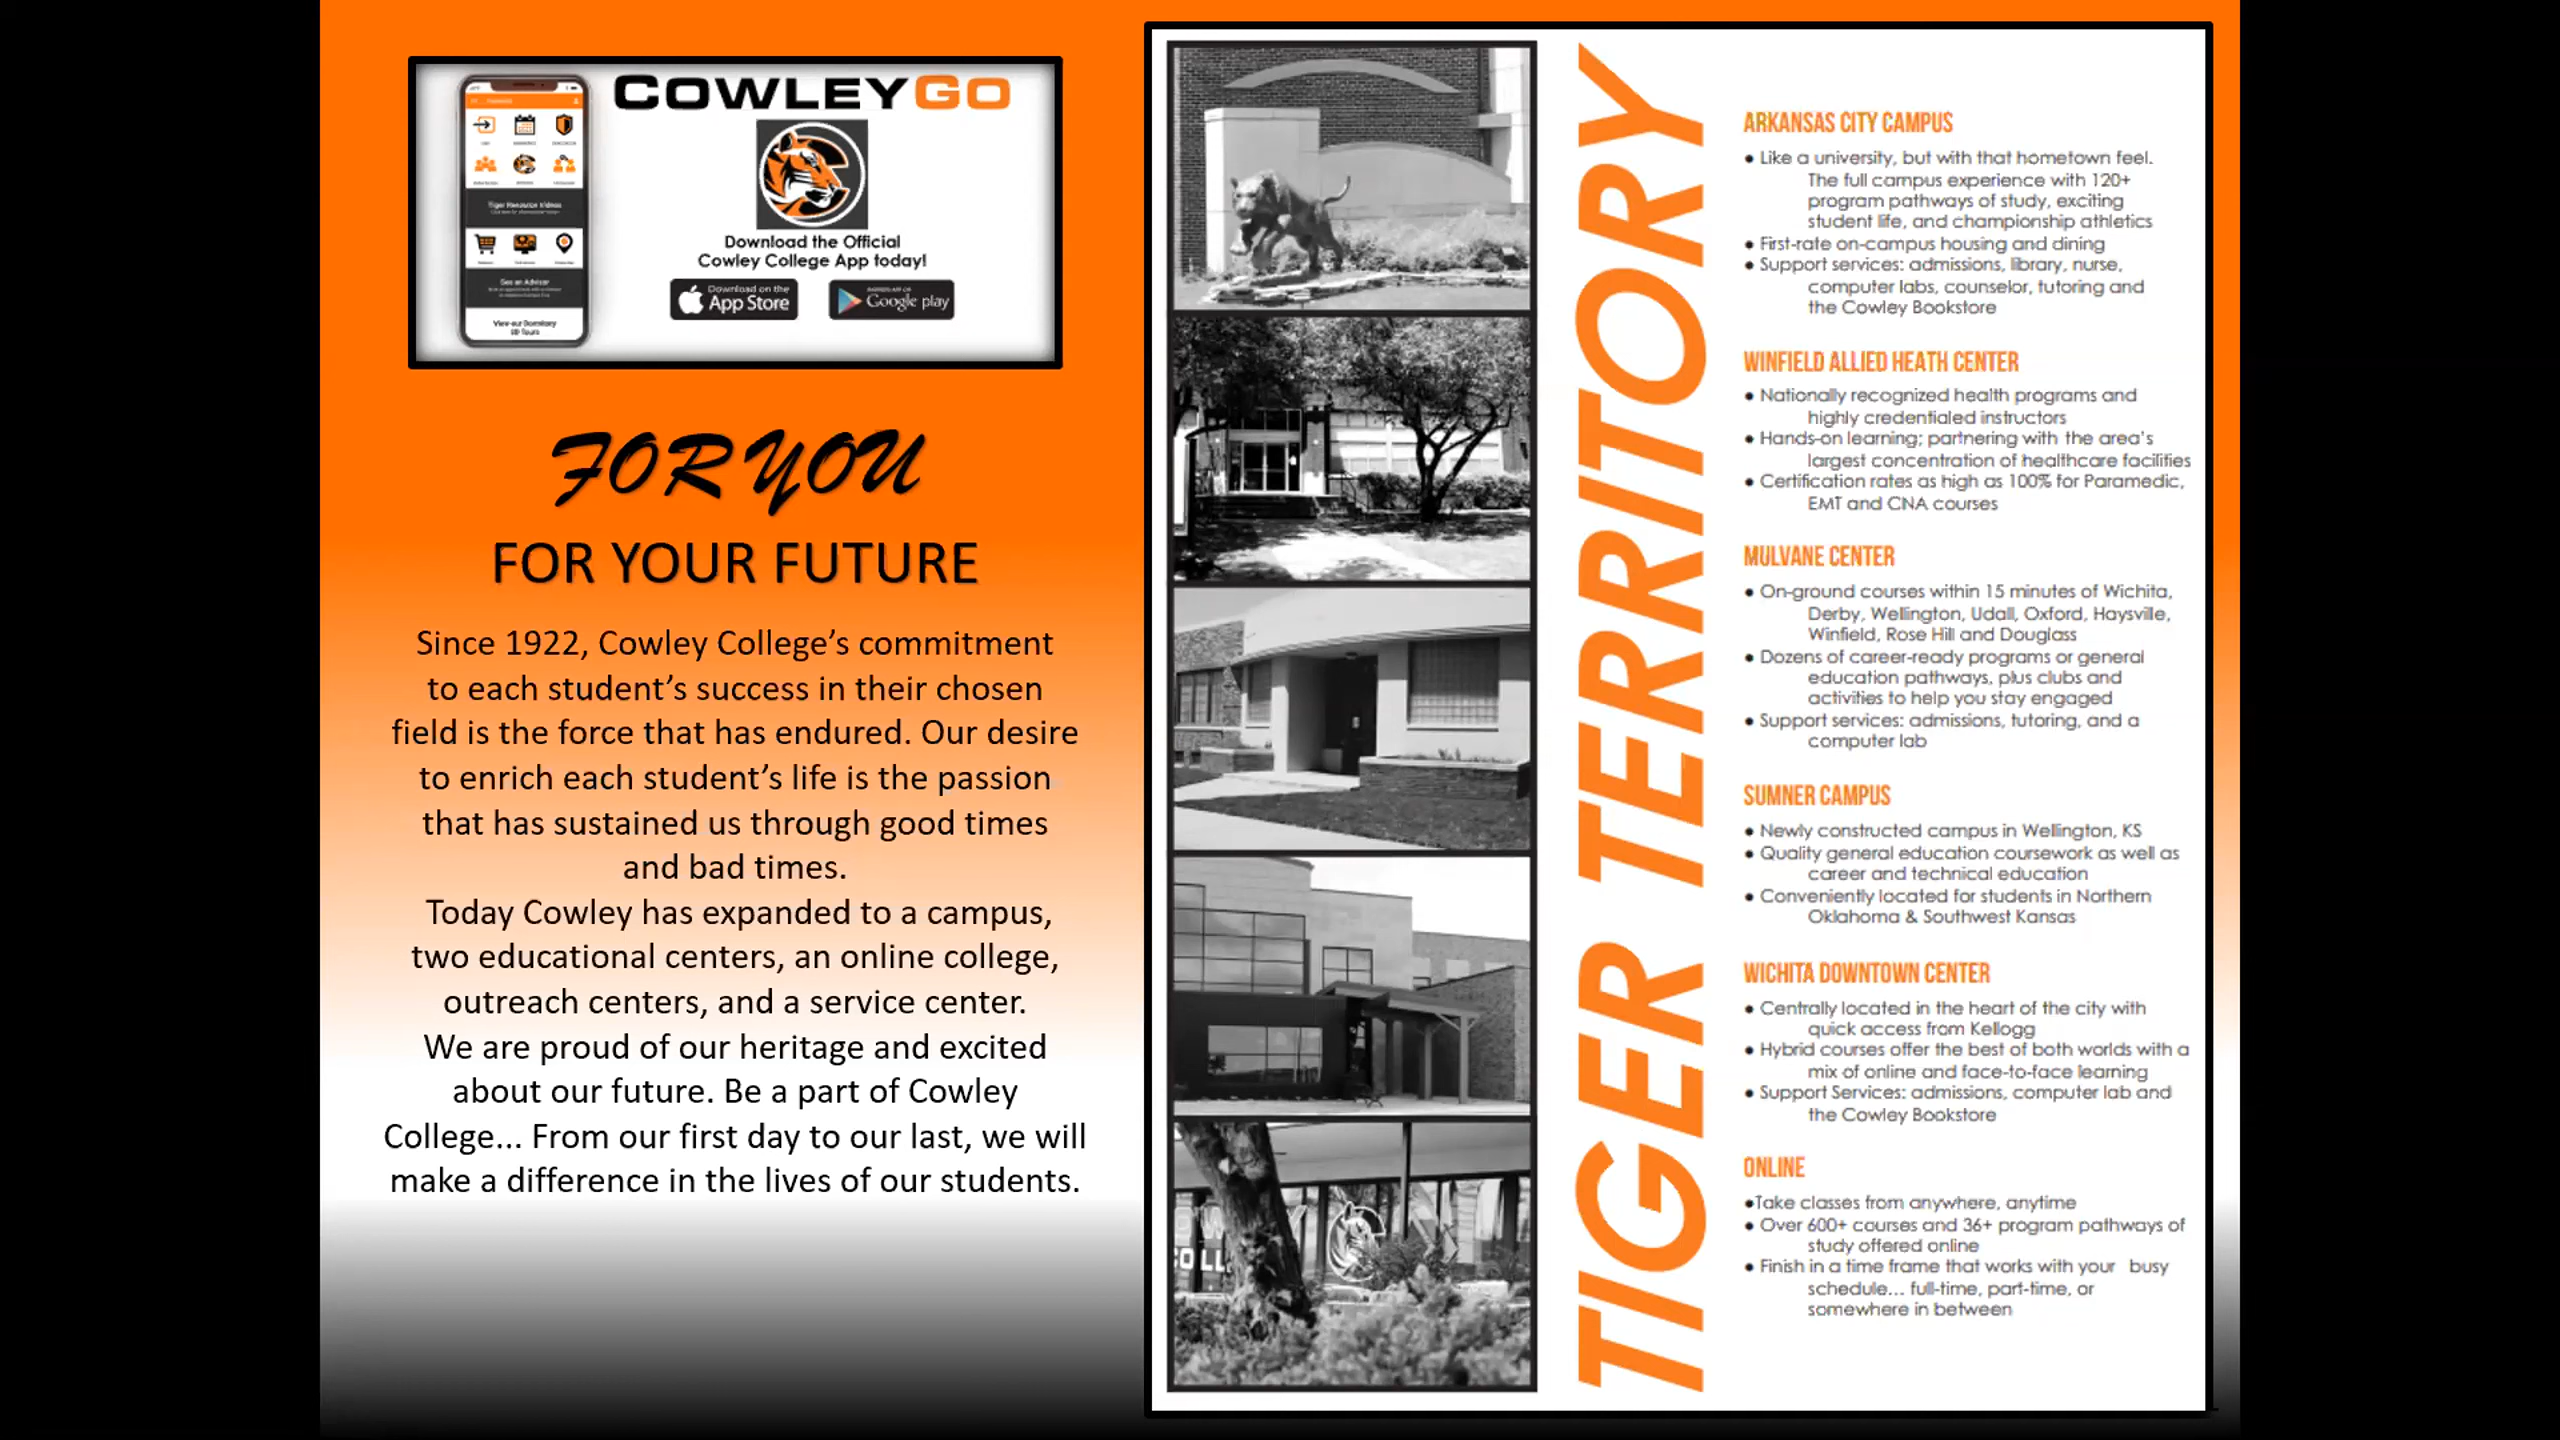 COWLEYGO
Tiger Resource Videos
See an Advisor
View our Dormitory
3D Tours
Download the Official
Cowley College App today!
Download on the
App Store
Google play
FOR YOU
FOR YOUR FUTURE
Since 1922, Cowley College’s commitment
to each student’s success in their chosen
field is the force that has endured. Our desire
to enrich each student’s life is the passion
that has sustained us through good times
and bad times.
Today Cowley has expanded to a campus,
two educational centers, an online college,
outreach centers, and a service center.
We are proud of our heritage and excited
about our future. Be a part of Cowley
College... From our first day to our last, we will
make a difference in the lives of our students.
TIGER TERRITORY
ARKANSAS CITY CAMPUS
• Like a university, but with that hometown feel.
The full campus experience with 120+
program pathways of study, exciting
student life, and championship athletics
• First-rate on-campus housing and dining
• Support services: admissions, library, nurse,
computer labs, counselor, tutoring and
the Cowley Bookstore
WINFIELD ALLIED HEATH CENTER
• Nationally recognized health programs and
highly credentialed instructors
• Hands-on learning; partnering with the area's
largest concentration of healthcare facilities
• Certification rates as high as 100% for Paramedic,
EMT and CNA courses
MULVANE CENTER
• On-ground courses within 15 minutes of Wichita,
Derby, Wellington, Udall, Oxford, Haysville,
Winfield, Rose Hill and Douglass
• Dozens of career-ready programs or general
education pathways, plus clubs and
activities to help you stay engaged
• Support services: admissions, tutoring, and a
computer lab
SUMNER CAMPUS
• Newly constructed campus in Wellington, KS
• Quality general education coursework as well as
career and technical education
• Conveniently located for students in Northern
Oklahoma & Southwest Kansas
WICHITA DOWNTOWN CENTER
• Centrally located in the heart of the city with
quick access from Kellogg
• Hybrid courses offer the best of both worlds with a
mix of online and face-to-face learning
• Support Services: admissions, computer lab and
the Cowley Bookstore
ONLINE
•Take classes from anywhere, anytime
• Over 600+ courses and 36+ program pathways of
study offered online
• Finish in a time frame that works with your busy
schedule... full-time, part-time, or
somewhere in between